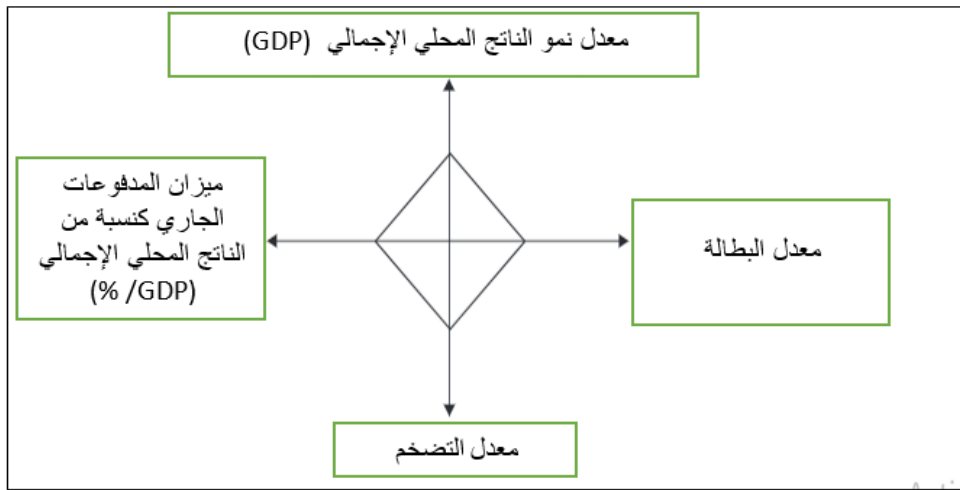 معدل نمو الناتج المحلي الإجمالي (GDP)
ميزان المدفوعات
الجاري كنسبة من
الناتج المحلي الإجمالي
(% /GDP)
معدل البطالة
معدل التضخم